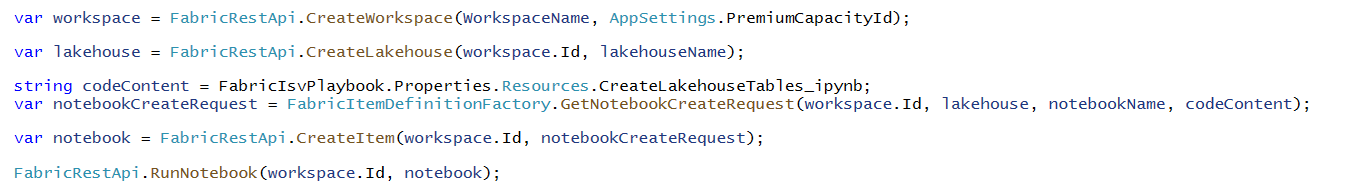 var workspace = FabricRestApi.CreateWorkspace(WorkspaceName, AppSettings.PremiumCapacityId);
var lakehouse = FabricRestApi.CreateLakehouse(workspace.Id, lakehouseName);
string codeContent = FabricIsvPlaybook.Properties.Resources.CreateLakehouseTables_ipynb;
var notebookCreateRequest = FabricItemDefinitionFactory.GetNotebookCreateRequest(workspace.Id, lakehouse, notebookName, codeContent);
var notebook = FabricRestApi.CreateItem(workspace.Id, notebookCreateRequest);
FabricRestApi.RunNotebook(workspace.Id, notebook);